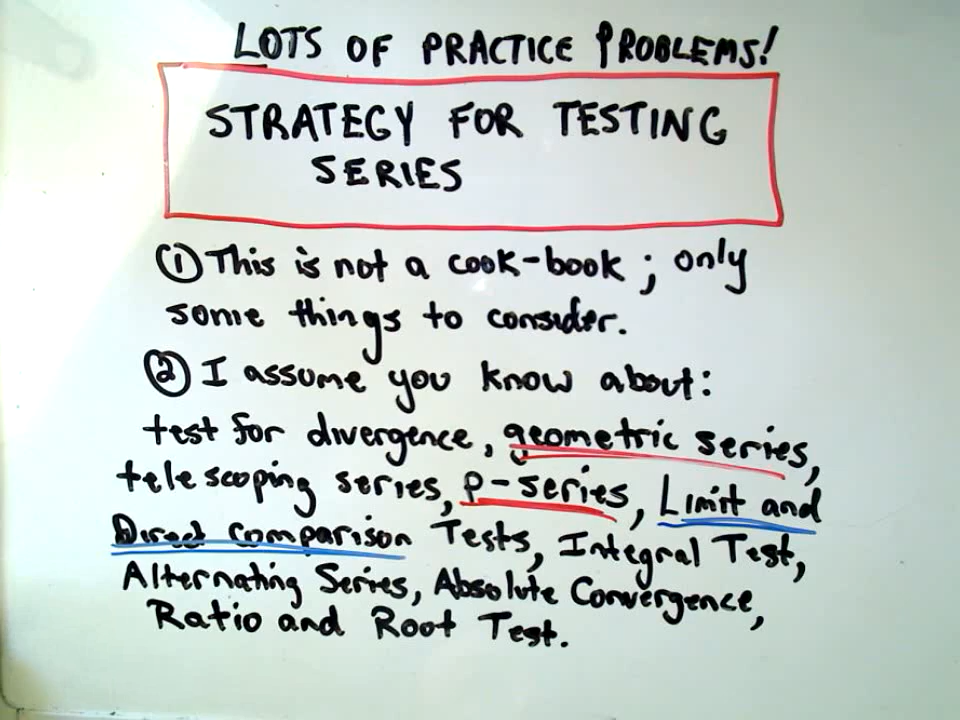 LOTS OF PRACTICE PROBLEMS!
STRATEGY FOR TESTING
SERIES
① This is not a cook-book; only
some things to consider.
② I assume you know about:
test for divergence, geometric series,
telescoping series, p-series, Limit and
Direct comparison Tests, Integral Test,
Alternating Series, Absolute Convergence,
Ratio and Root Test.